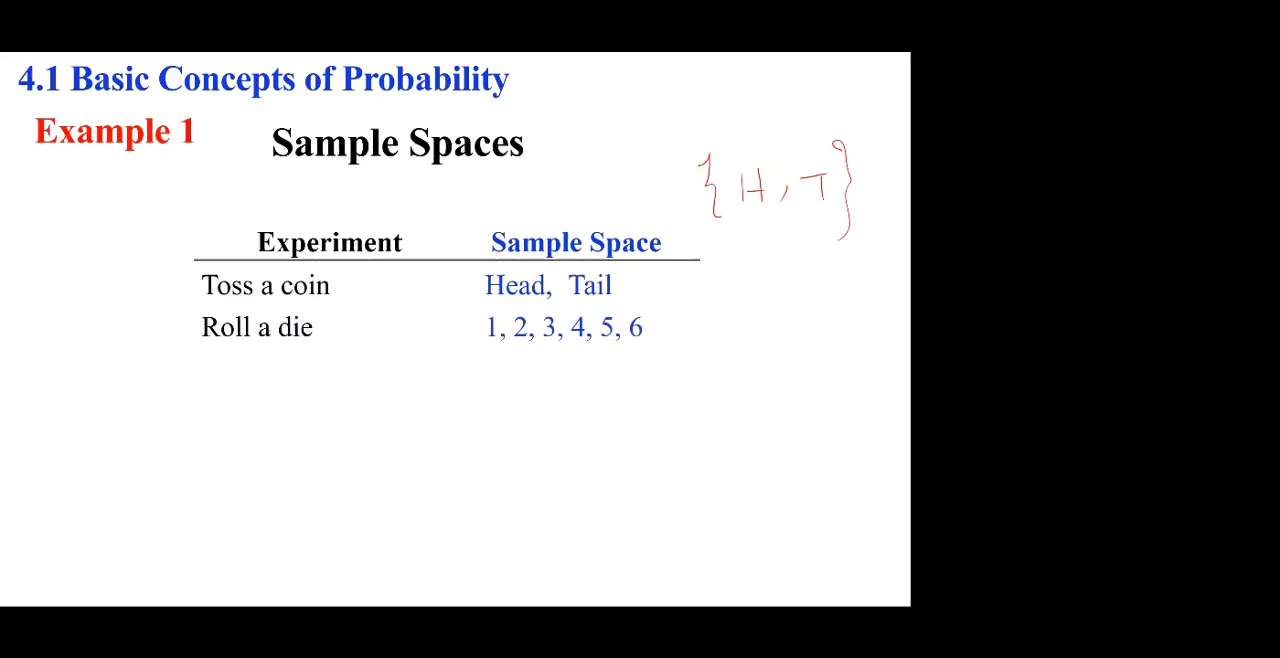 4.1 Basic Concepts of Probability
Example 1
Sample Spaces
{H, T}
Experiment Sample Space
Toss a coin Head, Tail
Roll a die 1, 2, 3, 4, 5, 6